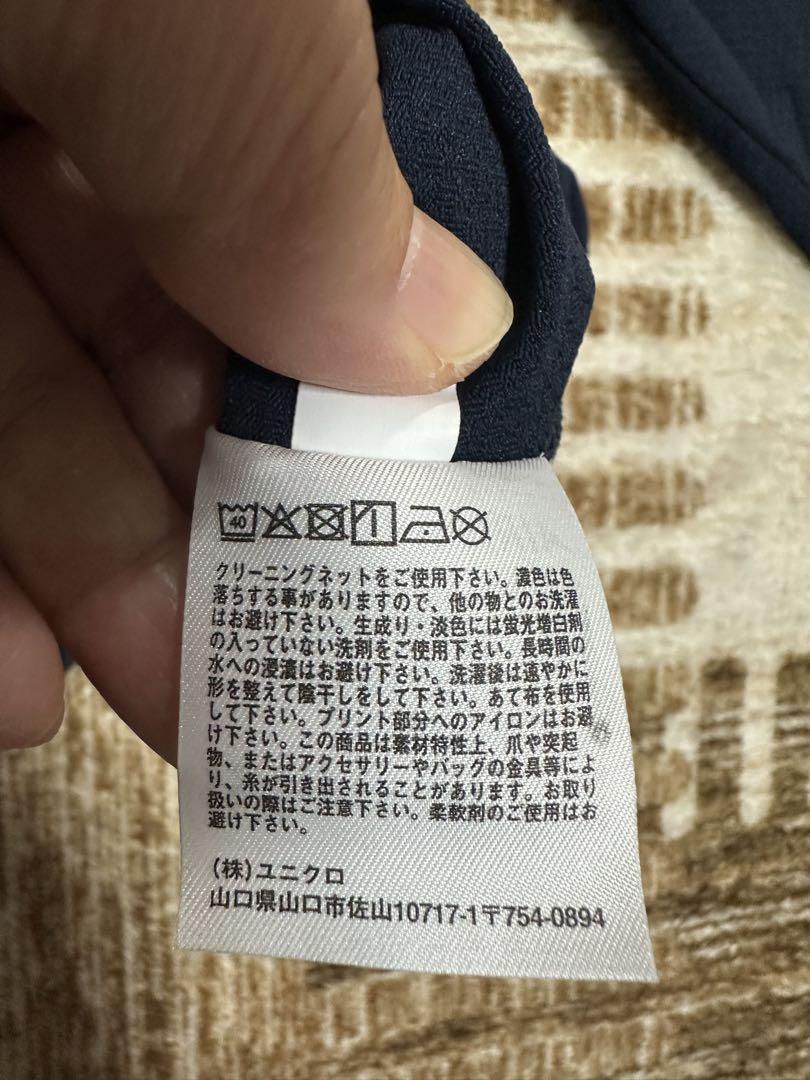 40
クリーニングネットをご使用下さい。濃色は色
落ちする事がありますので、他の物とのお洗濯
はお避け下さい。生成り・淡色には蛍光増白剤
の入っていない洗剤をご使用下さい。長時間の
水への浸漬はお避け下さい。洗濯後は速やかに
形を整えて陰干しをして下さい。あて布を使用
して下さい。プリント部分へのアイロンはお避
け下さい。この商品は素材特性上、爪や突起
物、またはアクセサリーやバッグの金具等によ
り、糸が引き出されることがあります。お取り
扱いの際はご注意下さい。柔軟剤のご使用はお
避け下さい。
(株)ユニクロ
山口県山口市佐山10717-1〒754-0894